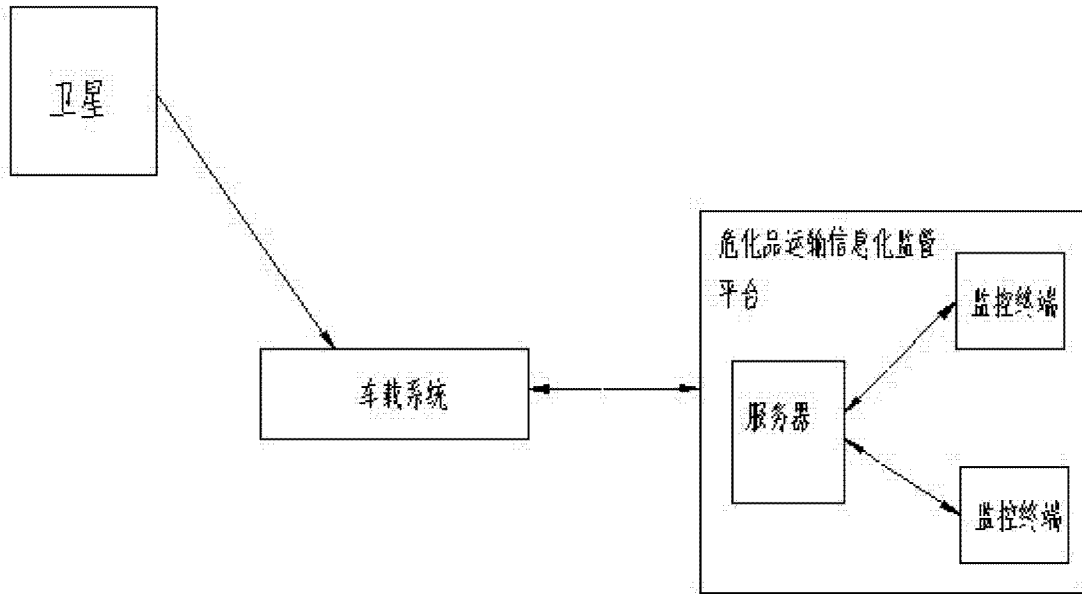 卫星
危化品运输信息化监管
平台
监控终端
车载系统
服务器
监控终端